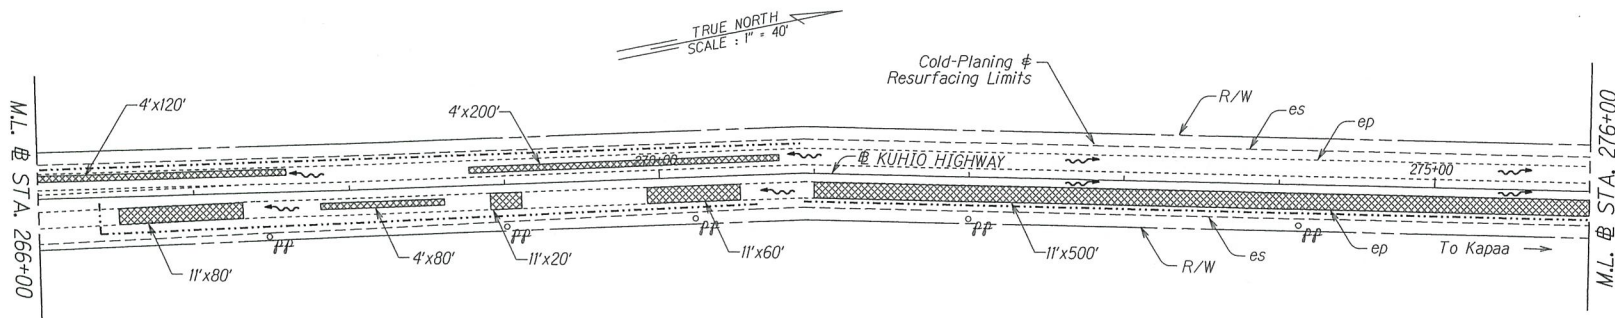 TRUE NORTH
SCALE : 1" = 40'
Cold-Planing &
Resurfacing Limits
R/W
es
ep
4'x120'
4'x200'
270+00
℄ KUHIO HIGHWAY
275+00
M.L. ℄ STA. 266+00
M.L. ℄ STA. 276+00
pp
pp
pp
pp
pp
11'x80'
4'x80'
11'x20'
11'x60'
11'x500'
R/W
es
ep
To Kapaa